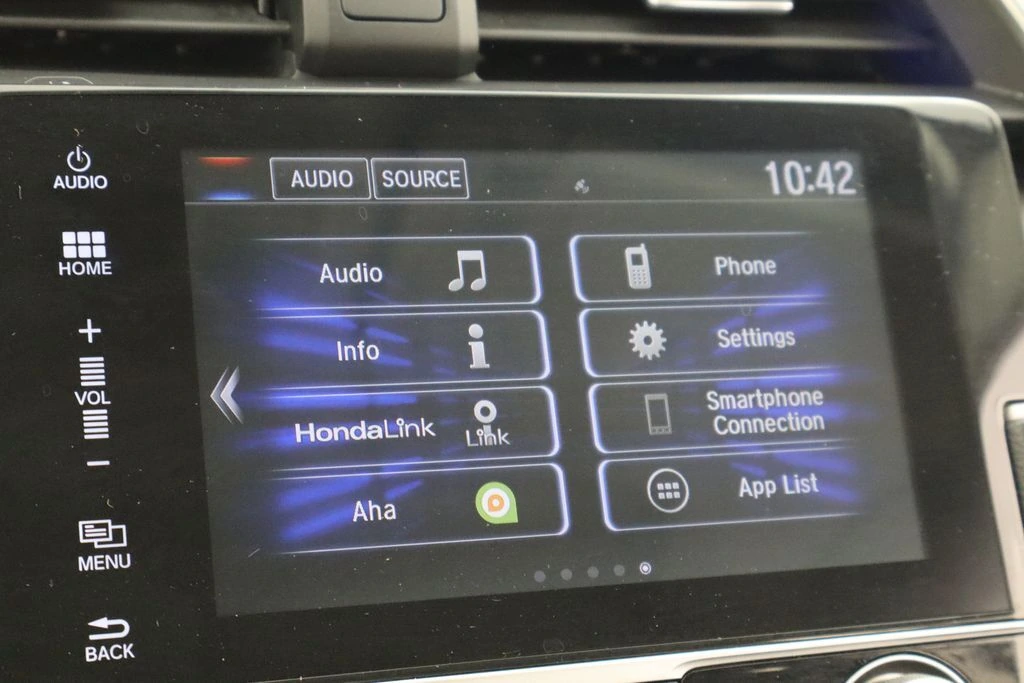 AUDIO
HOME
+
VOL
–
MENU
BACK
AUDIO SOURCE 10:42
Audio
Info
HondaLink Link
Aha
Phone
Settings
Smartphone
Connection
App List